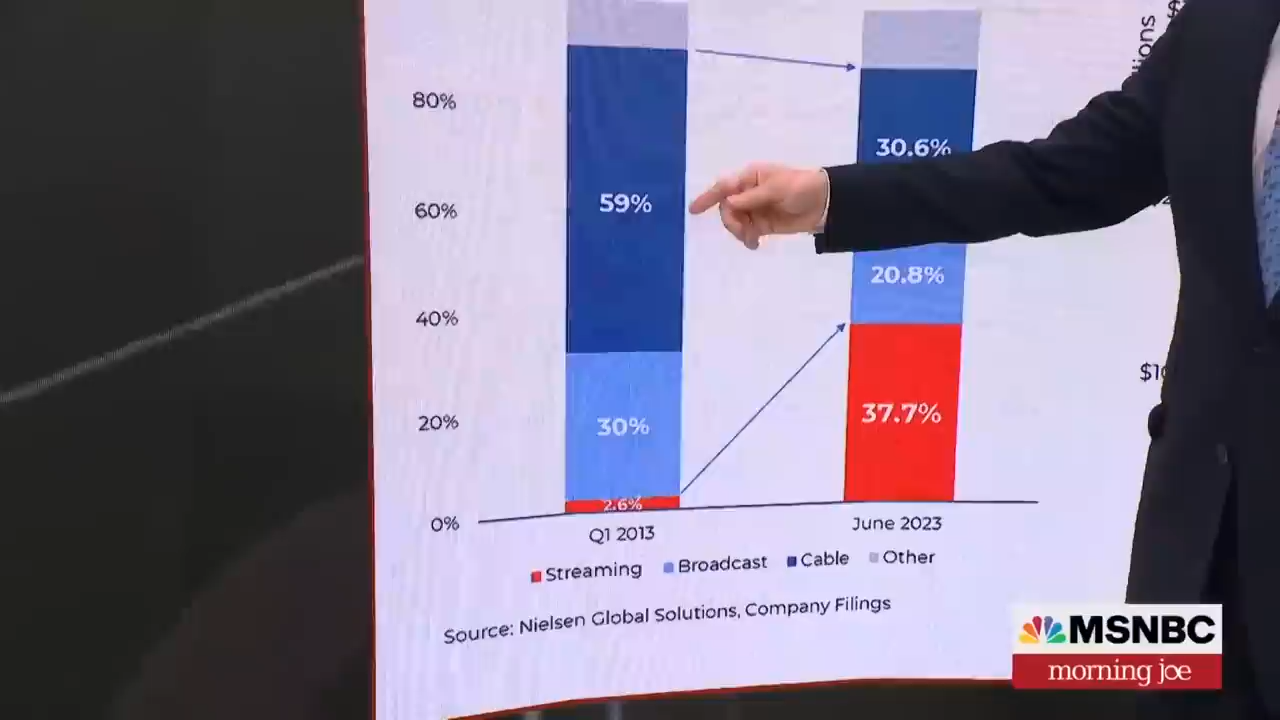 80%
60%
40%
20%
0%
59%
30%
2.6%
30.6%
20.8%
37.7%
Q1 2013
June 2023
Streaming Broadcast Cable Other
Source: Nielsen Global Solutions, Company Filings
MSNBC
morning joe